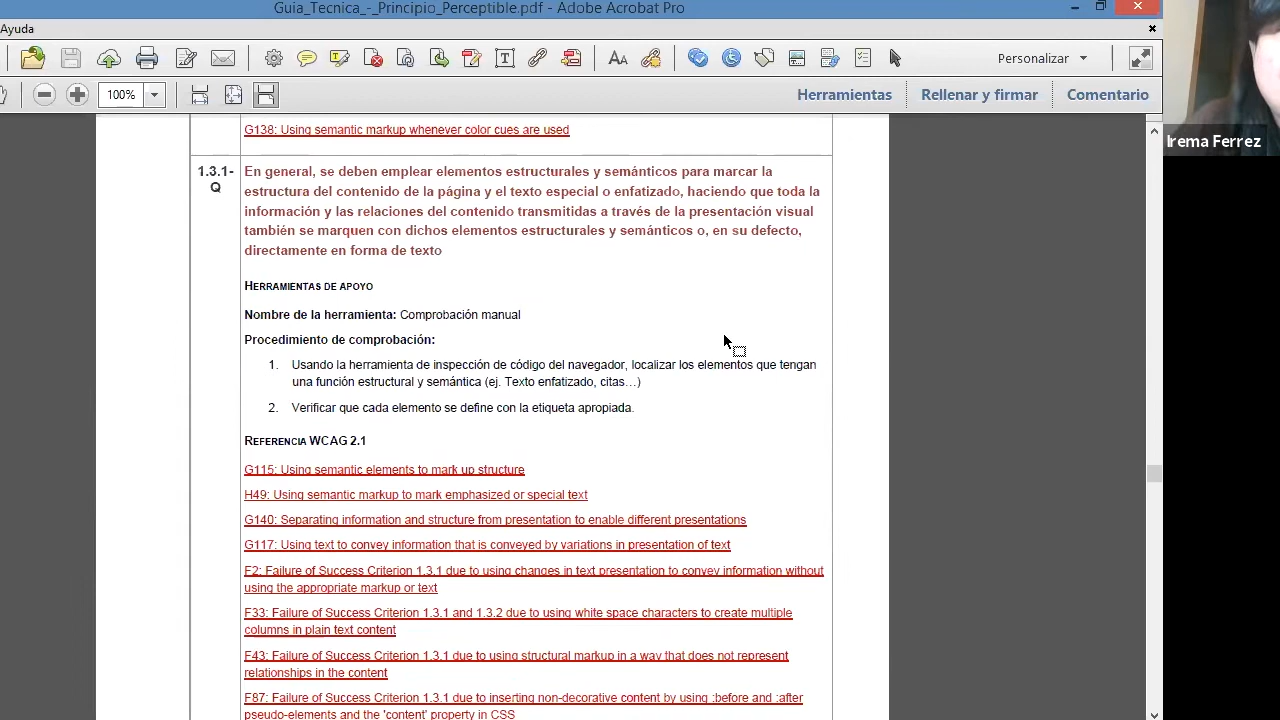 Guia_Tecnica_-_Principio_Perceptible.pdf - Adobe Acrobat Pro
Ayuda
Personalizar
100%
Herramientas
Rellenar y firmar
Comentario
Irema Ferrez
G138: Using semantic markup whenever color cues are used
1.3.1-
Q
En general, se deben emplear elementos estructurales y semánticos para marcar la
estructura del contenido de la página y el texto especial o enfatizado, haciendo que toda la
información y las relaciones del contenido transmitidas a través de la presentación visual
también se marquen con dichos elementos estructurales y semánticos o, en su defecto,
directamente en forma de texto
HERRAMIENTAS DE APOYO
Nombre de la herramienta: Comprobación manual
Procedimiento de comprobación:
1. Usando la herramienta de inspección de código del navegador, localizar los elementos que tengan
una función estructural y semántica (ej. Texto enfatizado, citas…)
2. Verificar que cada elemento se define con la etiqueta apropiada.
REFERENCIA WCAG 2.1
G115: Using semantic elements to mark up structure
H49: Using semantic markup to mark emphasized or special text
G140: Separating information and structure from presentation to enable different presentations
G117: Using text to convey information that is conveyed by variations in presentation of text
F2: Failure of Success Criterion 1.3.1 due to using changes in text presentation to convey information without
using the appropriate markup or text
F33: Failure of Success Criterion 1.3.1 and 1.3.2 due to using white space characters to create multiple
columns in plain text content
F43: Failure of Success Criterion 1.3.1 due to using structural markup in a way that does not represent
relationships in the content
F87: Failure of Success Criterion 1.3.1 due to inserting non-decorative content by using :before and :after
pseudo-elements and the 'content' property in CSS